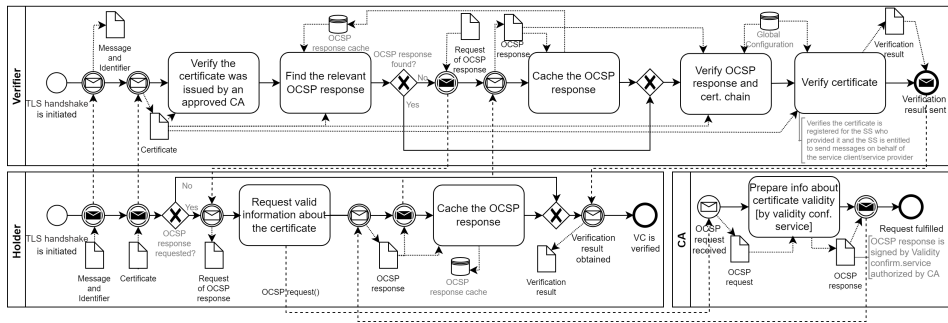 Verifier
TLS handshake
is initiated
Message
and
Identifier
Certificate
Verify the
certificate was
issued by an
approved CA
OCSP
response cache
Find the relevant
OCSP response
OCSP response
found?
No
Yes
Request
of OCSP
response
OCSP
response
Cache the OCSP
response
Verify OCSP
response and
cert. chain
Global
Configuration
Verify certificate
Verification
result
Verification
result sent
Verifies the certificate is
registered for the SS who
provided it and the SS is entitled
to send messages on behalf of
the service client/service provider
Holder
TLS handshake
is initiated
Message
and
Identifier
Certificate
No
Yes
OCSP
response
requested?
Request
of OCSP
response
Request valid
information about
the certificate
OCSP request()
OCSP
response
Cache the OCSP
response
OCSP
response cache
Verification
result
Verification
result
obtained
VC is
verified
CA
OCSP
request
received
OCSP
request
Prepare info about
certificate validity
[by validity conf.
service]
OCSP
response
Request fulfilled
OCSP response is
signed by Validity
confirm.service
authorized by CA